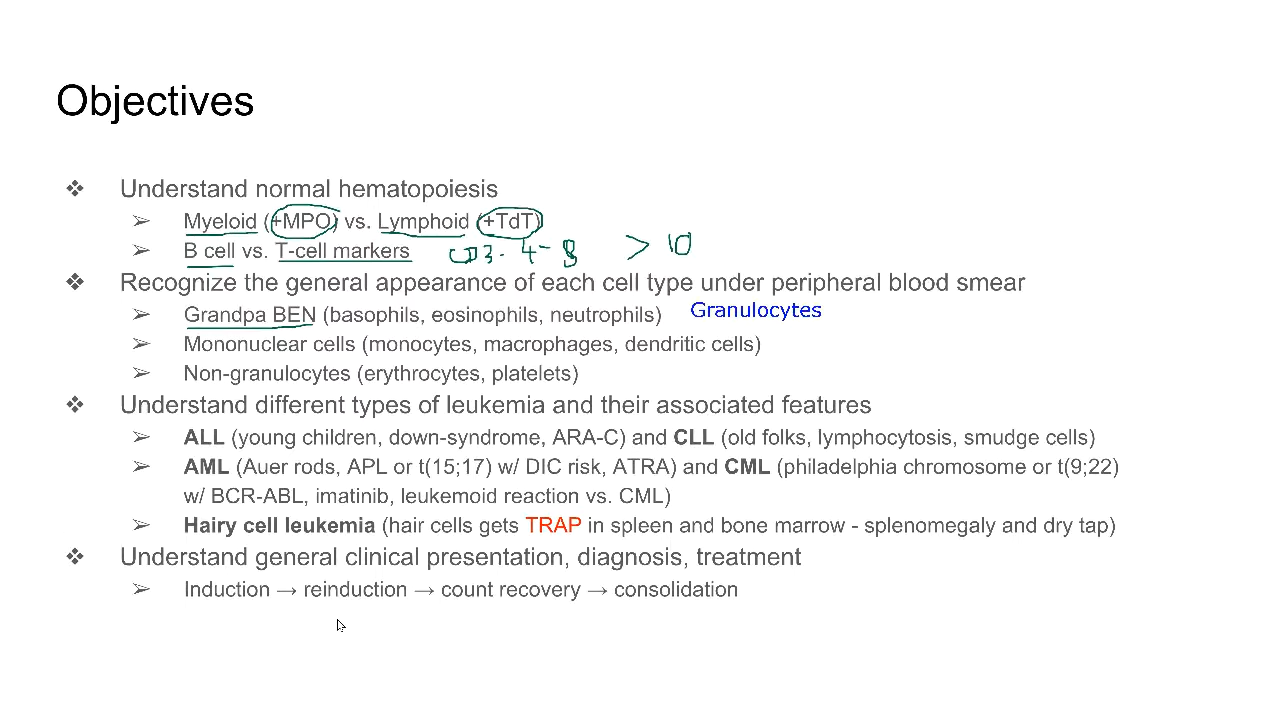 Objectives
❖ Understand normal hematopoiesis
➢ Myeloid (+MPO) vs. Lymphoid (+TdT)
➢ B cell vs. T-cell markers CD3. 4- 8 > 10
❖ Recognize the general appearance of each cell type under peripheral blood smear
➢ Grandpa BEN (basophils, eosinophils, neutrophils) Granulocytes
➢ Mononuclear cells (monocytes, macrophages, dendritic cells)
➢ Non-granulocytes (erythrocytes, platelets)
❖ Understand different types of leukemia and their associated features
➢ ALL (young children, down-syndrome, ARA-C) and CLL (old folks, lymphocytosis, smudge cells)
➢ AML (Auer rods, APL or t(15;17) w/ DIC risk, ATRA) and CML (philadelphia chromosome or t(9;22)
w/ BCR-ABL, imatinib, leukemoid reaction vs. CML)
➢ Hairy cell leukemia (hair cells gets TRAP in spleen and bone marrow - splenomegaly and dry tap)
❖ Understand general clinical presentation, diagnosis, treatment
➢ Induction → reinduction → count recovery → consolidation